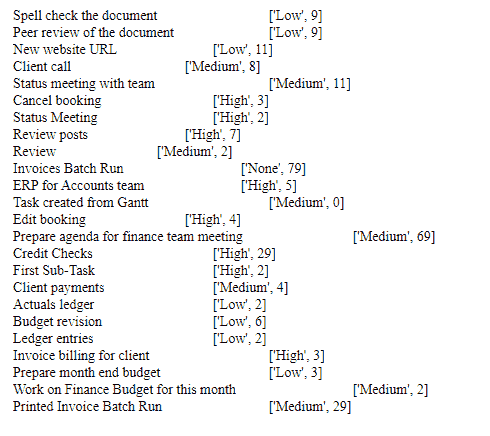 Spell check the document ['Low', 9]
Peer review of the document ['Low', 9]
New website URL ['Low', 11]
Client call ['Medium', 8]
Status meeting with team ['Medium', 11]
Cancel booking ['High', 3]
Status Meeting ['High', 2]
Review posts ['High', 7]
Review ['Medium', 2]
Invoices Batch Run ['None', 79]
ERP for Accounts team ['High', 5]
Task created from Gantt ['Medium', 0]
Edit booking ['High', 4]
Prepare agenda for finance team meeting ['Medium', 69]
Credit Checks ['High', 29]
First Sub-Task ['High', 2]
Client payments ['Medium', 4]
Actuals ledger ['Low', 2]
Budget revision ['Low', 6]
Ledger entries ['Low', 2]
Invoice billing for client ['High', 3]
Prepare month end budget ['Low', 3]
Work on Finance Budget for this month ['Medium', 2]
Printed Invoice Batch Run ['Medium', 29]